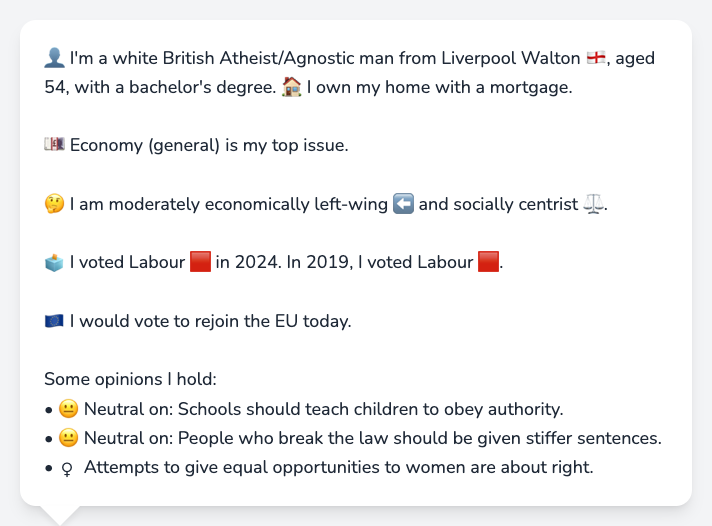 👤 I'm a white British Atheist/Agnostic man from Liverpool Walton 🏴󠁧󠁢󠁥󠁮󠁧󠁿, aged
54, with a bachelor's degree. 🏠 I own my home with a mortgage.
💷 Economy (general) is my top issue.
🤔 I am moderately economically left-wing ⬅️ and socially centrist ⚖️.
🗳️ I voted Labour 🟥 in 2024. In 2019, I voted Labour 🟥.
🇪🇺 I would vote to rejoin the EU today.
Some opinions I hold:
• 😐 Neutral on: Schools should teach children to obey authority.
• 😐 Neutral on: People who break the law should be given stiffer sentences.
• ♀ Attempts to give equal opportunities to women are about right.